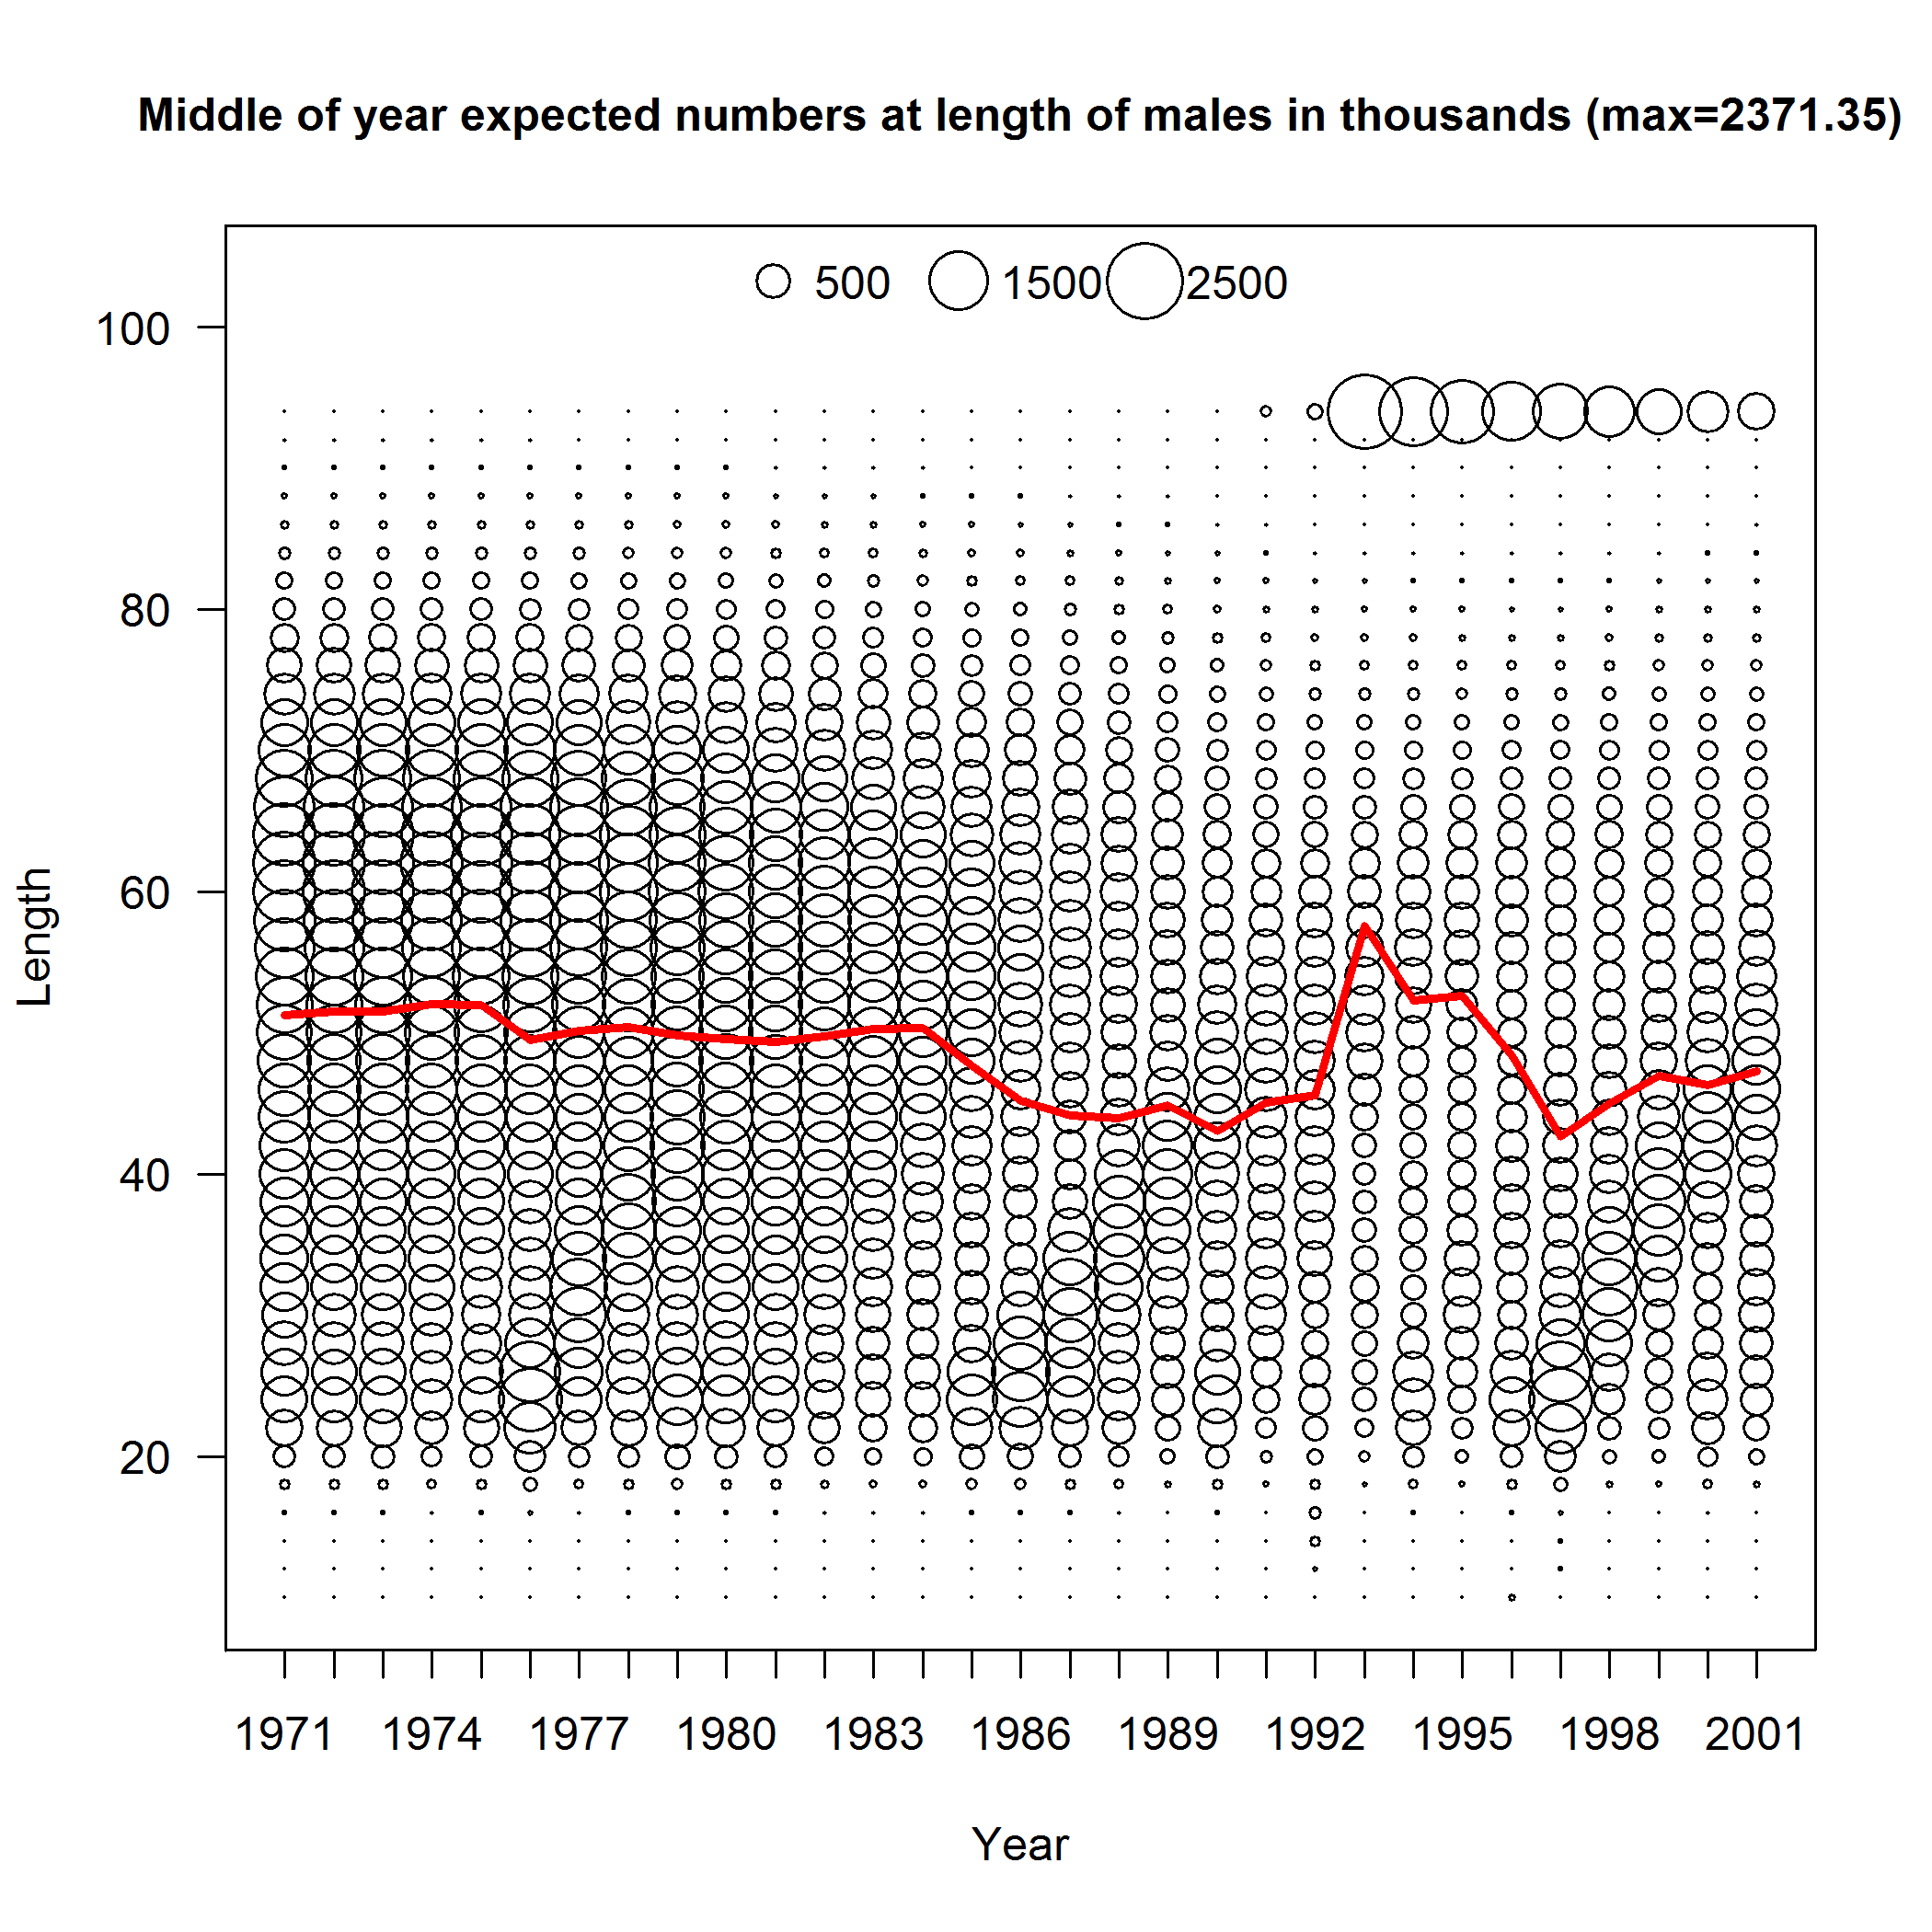 Middle of year expected numbers at length of males in thousands (max=2371.35)
500 1500 2500
100
80
60
40
20
Length
1971 1974 1977 1980 1983 1986 1989 1992 1995 1998 2001
Year